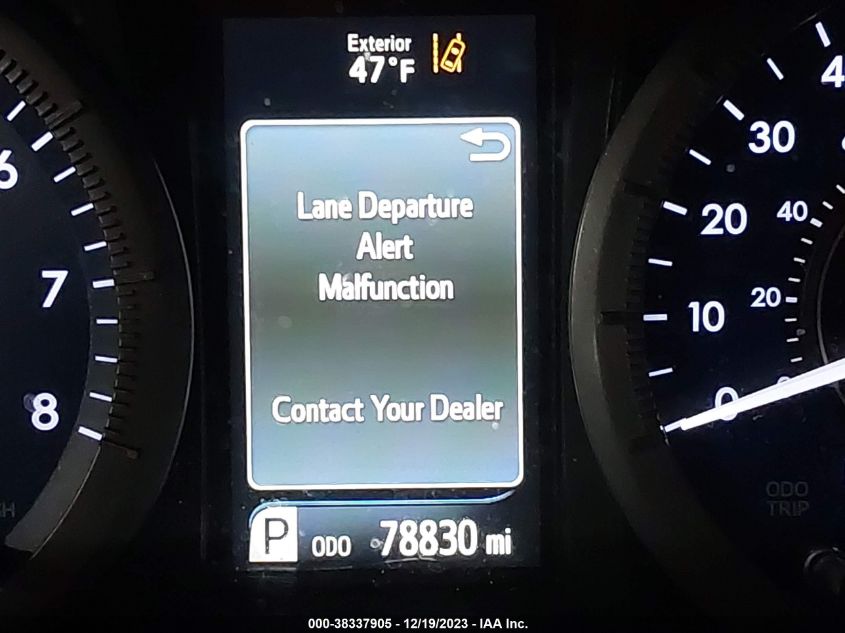 Exterior
47°F
Lane Departure
Alert
Malfunction
Contact Your Dealer
P ODO 78830 mi
6
7
8
30
20
10
0
40
20
ODO
TRIP
000-38337905 - 12/19/2023 - IAA Inc.